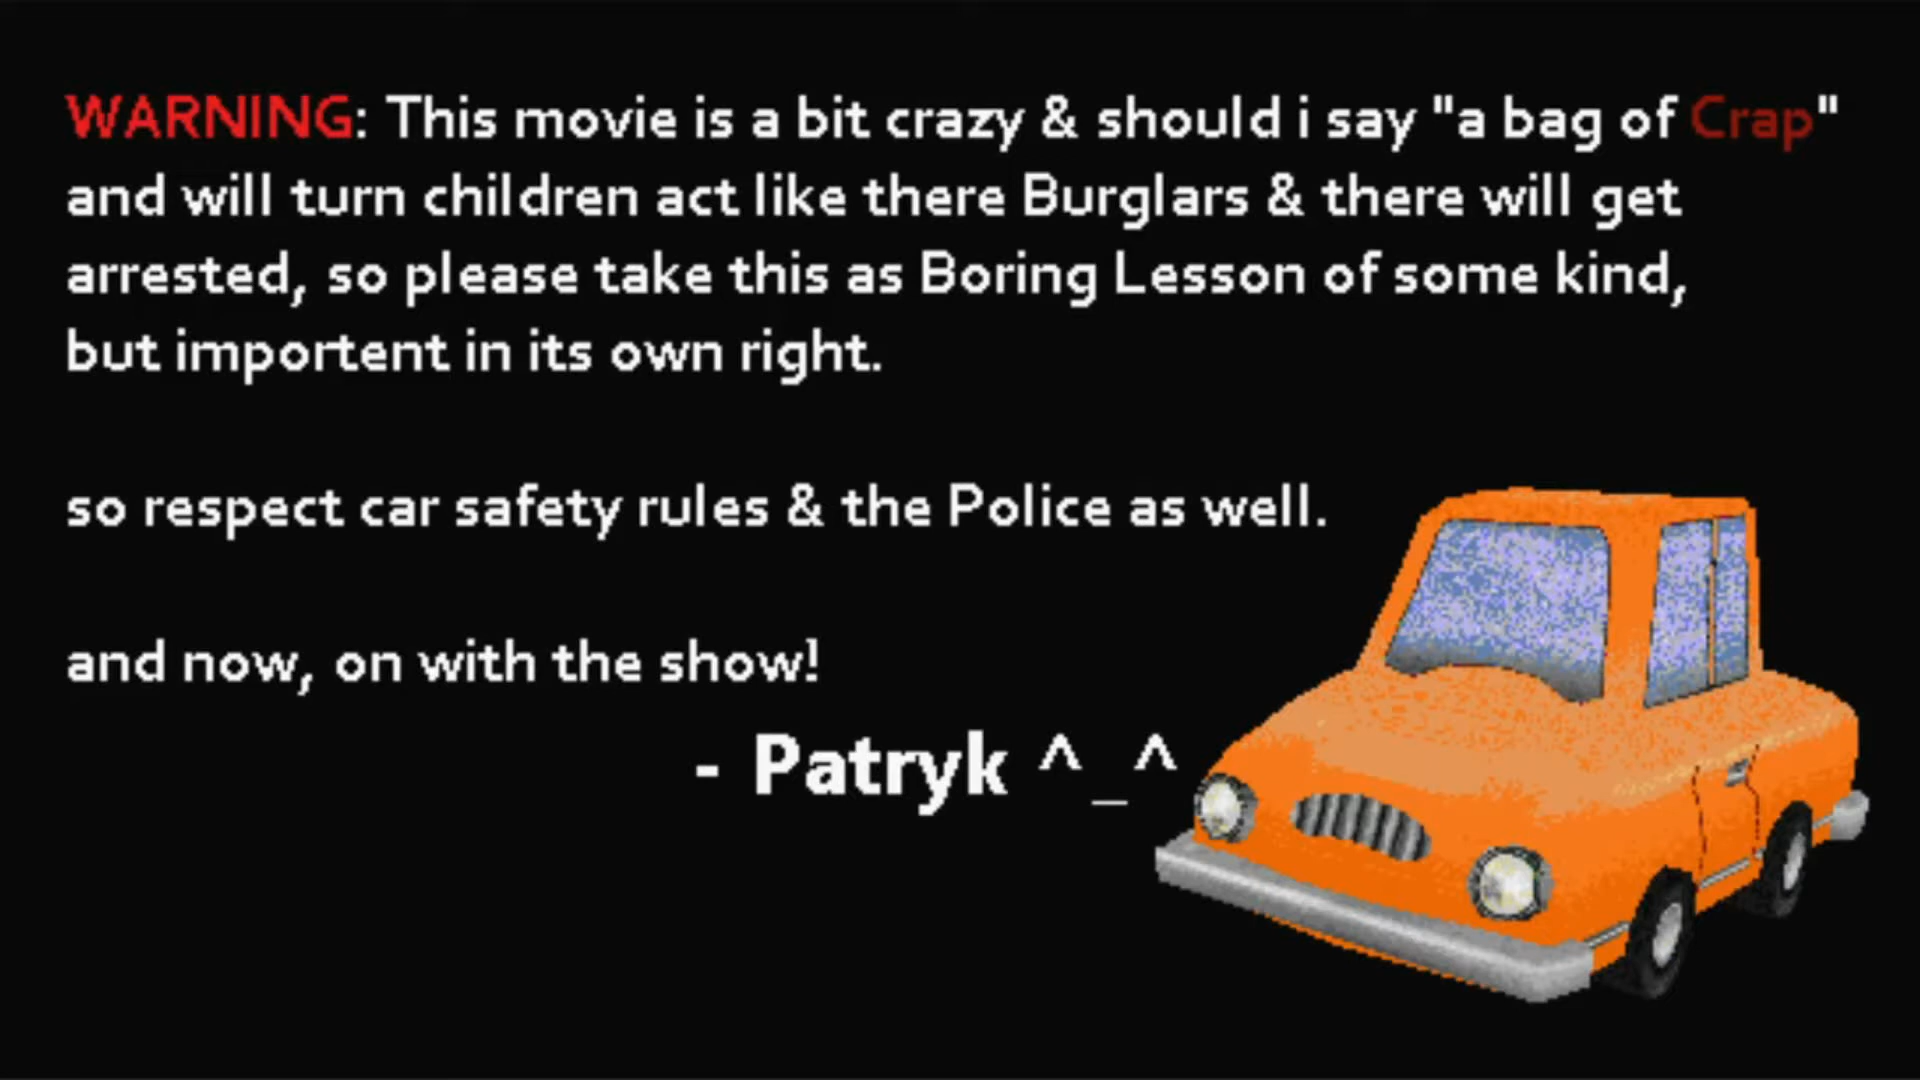 WARNING: This movie is a bit crazy & should i say "a bag of Crap"
and will turn children act like there Burglars & there will get
arrested, so please take this as Boring Lesson of some kind,
but importent in its own right.
so respect car safety rules & the Police as well.
and now, on with the show!
- Patryk ^_^